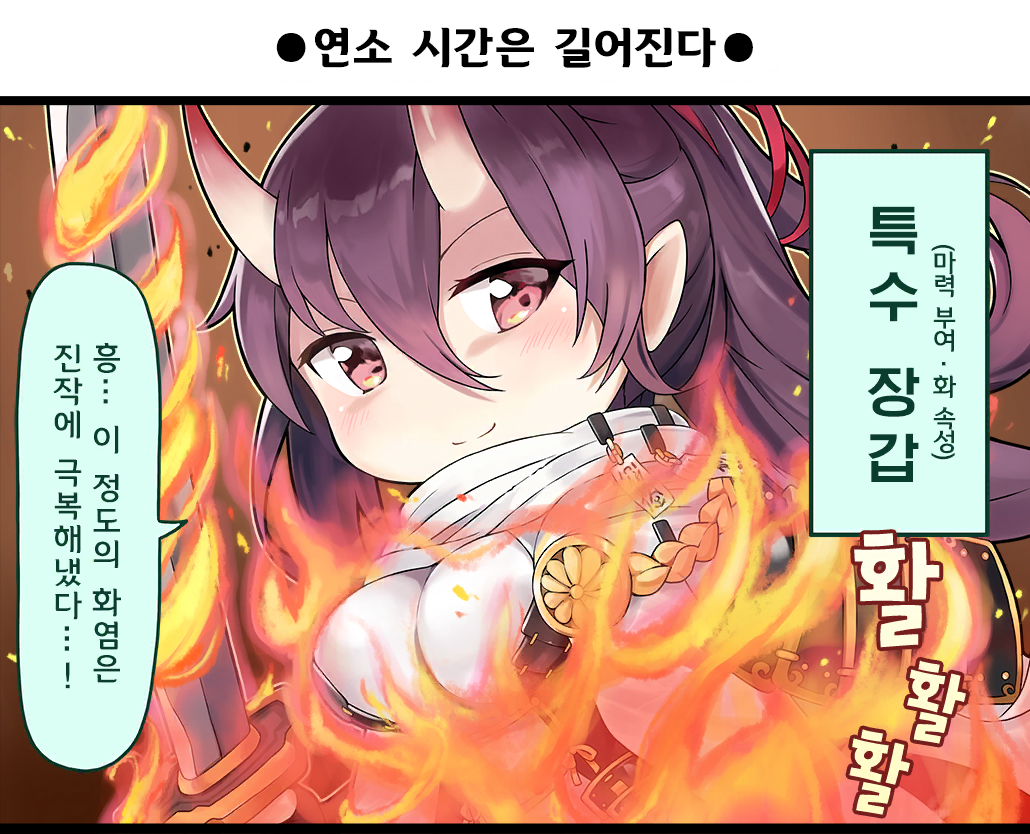 ●연소 시간은 길어진다●
특수 장갑
(마력 부여·화 속성)
흥… 이 정도의 화염은
진작에 극복해냈다…!
활
활
활